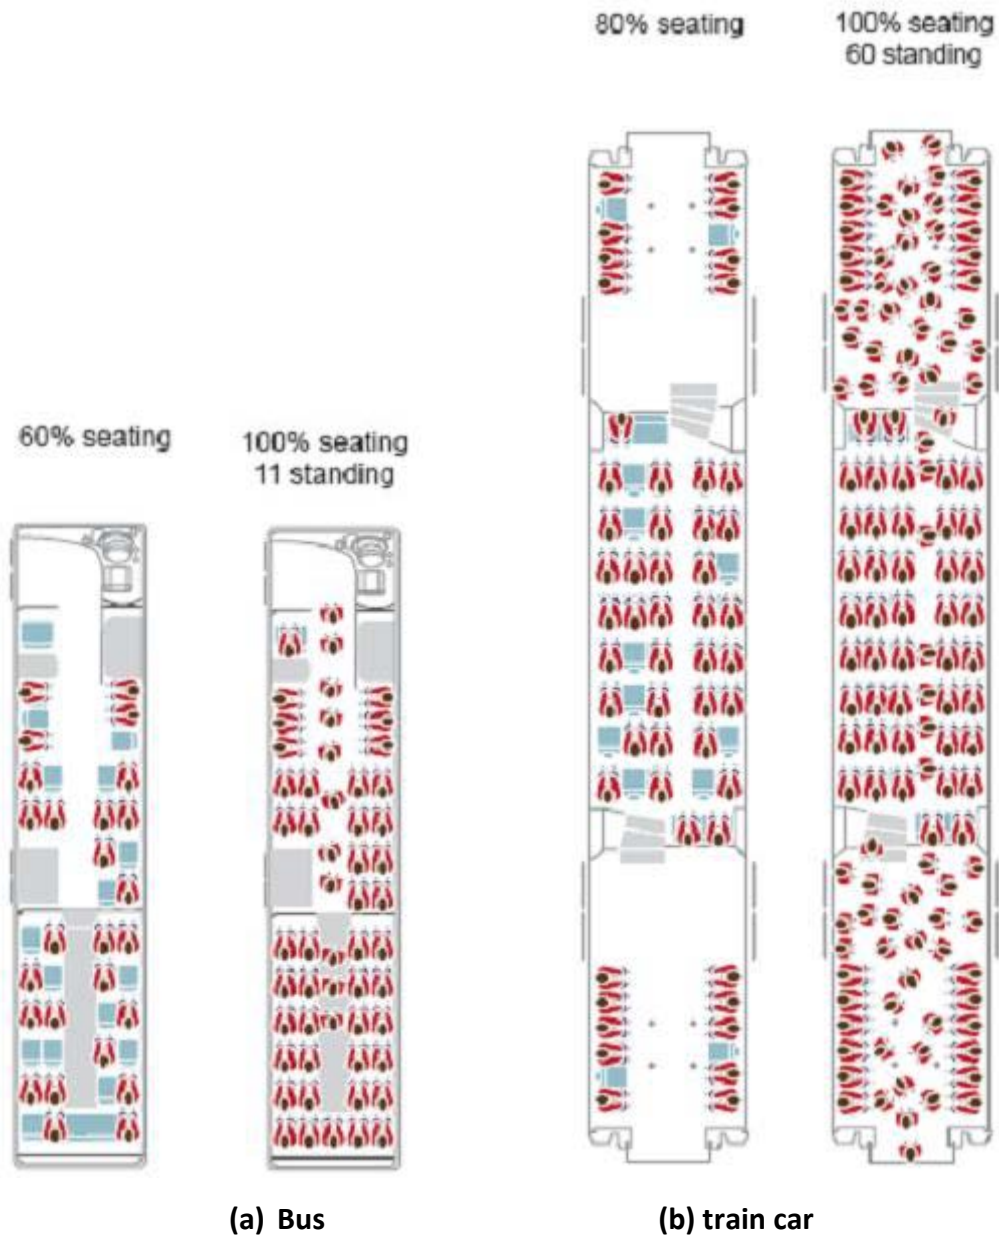 80% seating
100% seating
60 standing
60% seating
100% seating
11 standing
(a) Bus
(b) train car